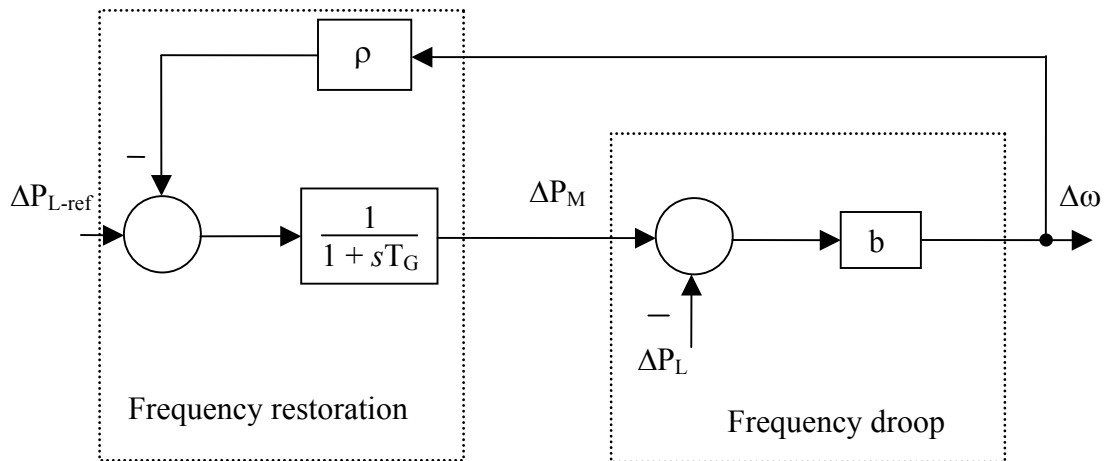 ρ
−
ΔP_L-ref
1
1 + sT_G
ΔP_M
Δω
b
−
ΔP_L
Frequency restoration
Frequency droop